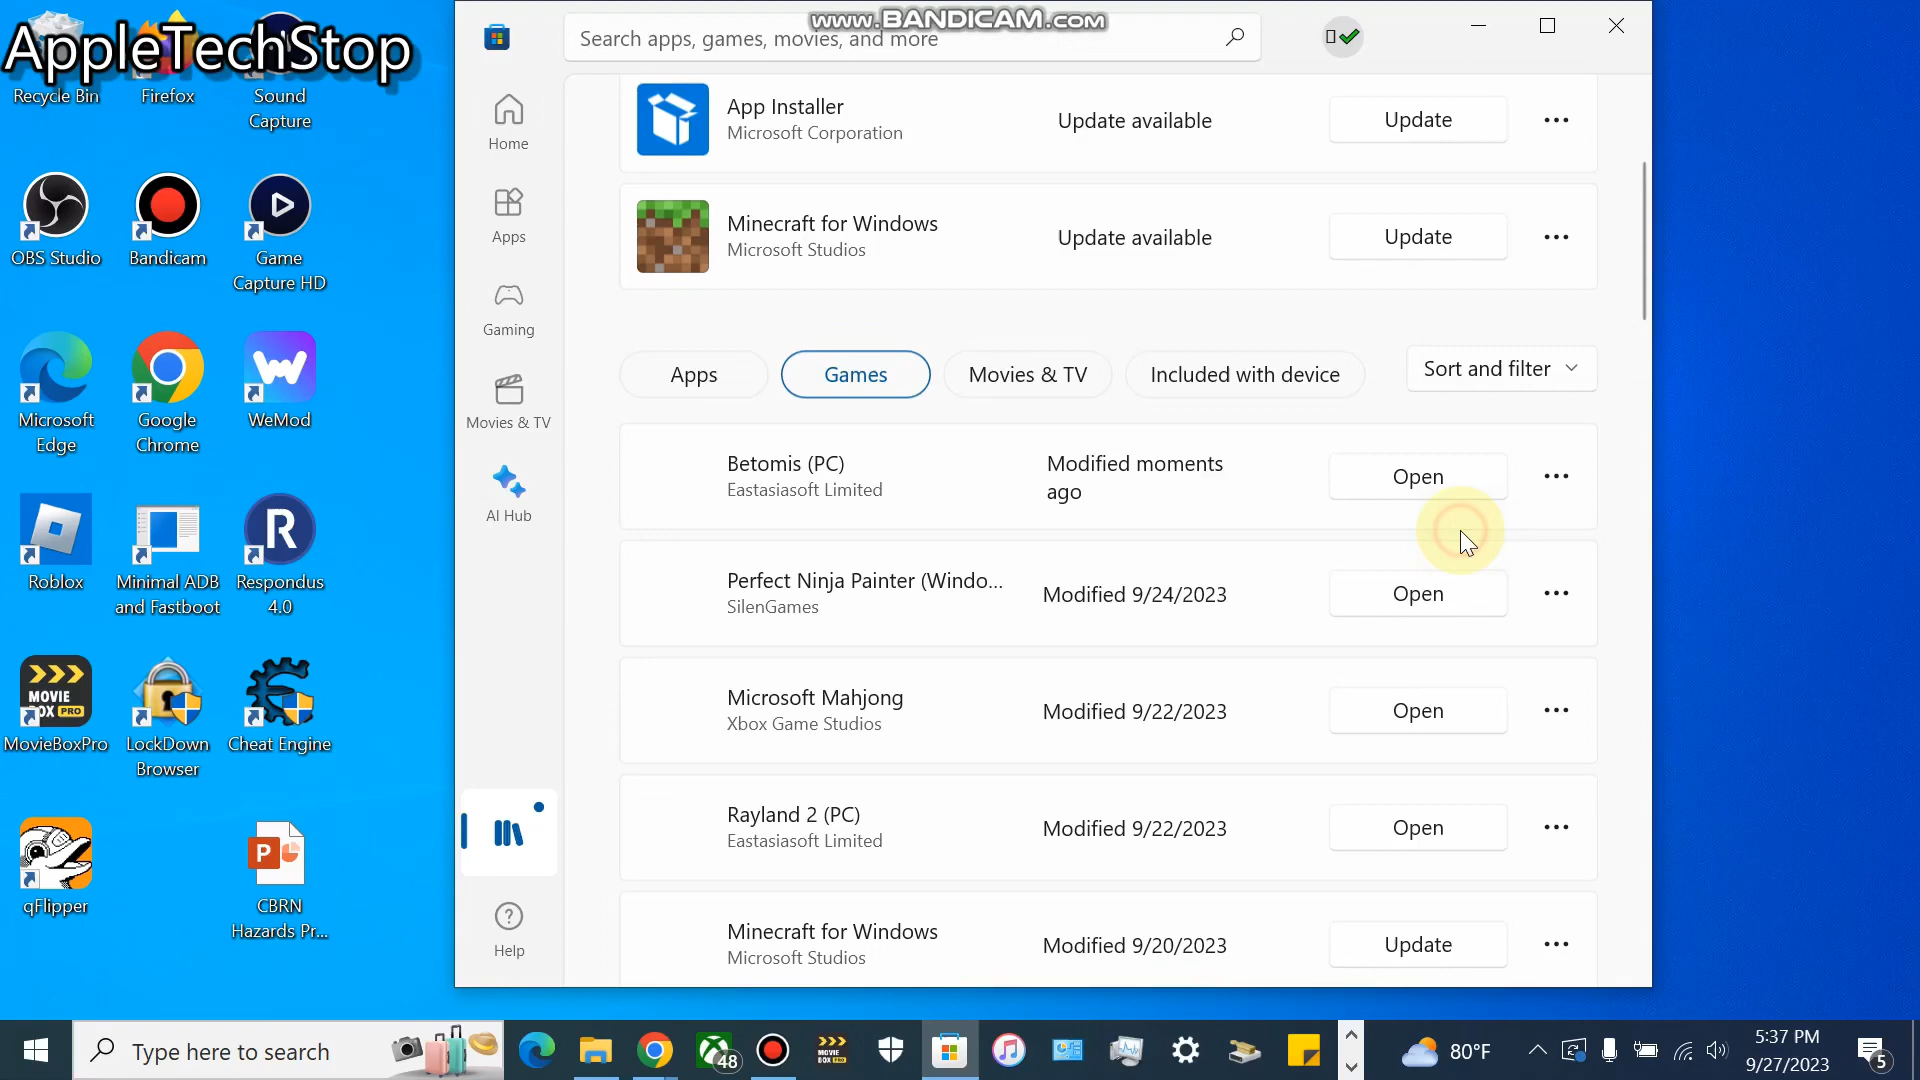 AppleTechStop
www.BANDICAM.com
Recycle Bin
Firefox
Sound
Capture
OBS Studio
Bandicam
Game
Capture HD
Microsoft
Edge
Google
Chrome
WeMod
Roblox
Minimal ADB
and Fastboot
Respondus
4.0
MOVIE
BOX PRO
MovieBoxPro
LockDown
Browser
Cheat Engine
qFlipper
CBRN
Hazards Pr...
Search apps, games, movies, and more
Home
Apps
Gaming
Movies & TV
AI Hub
Help
App Installer
Microsoft Corporation
Update available
Update
Minecraft for Windows
Microsoft Studios
Update available
Update
Apps
Games
Movies & TV
Included with device
Sort and filter
Betomis (PC)
Eastasiasoft Limited
Modified moments
ago
Open
Perfect Ninja Painter (Windo...
SilenGames
Modified 9/24/2023
Open
Microsoft Mahjong
Xbox Game Studios
Modified 9/22/2023
Open
Rayland 2 (PC)
Eastasiasoft Limited
Modified 9/22/2023
Open
Minecraft for Windows
Microsoft Studios
Modified 9/20/2023
Update
Type here to search
48
MOVIE
BOX PRO
80°F
5:37 PM
9/27/2023
5